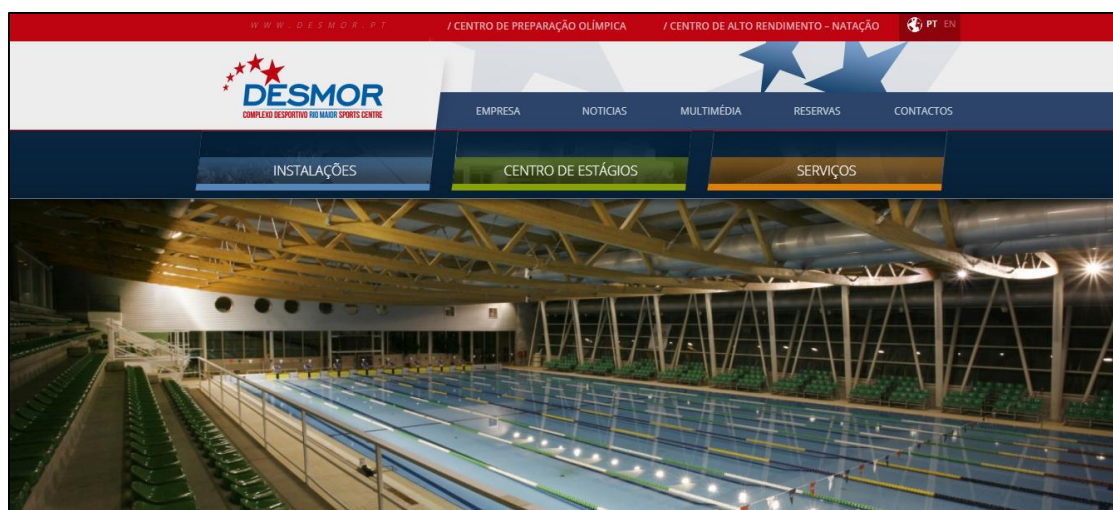 WWW.DESMOR.PT
/ CENTRO DE PREPARAÇÃO OLÍMPICA
/ CENTRO DE ALTO RENDIMENTO – NATAÇÃO
PT EN
DESMOR
COMPLEXO DESPORTIVO RIO MAIOR SPORTS CENTRE
EMPRESA
NOTICIAS
MULTIMÉDIA
RESERVAS
CONTACTOS
INSTALAÇÕES
CENTRO DE ESTÁGIOS
SERVIÇOS